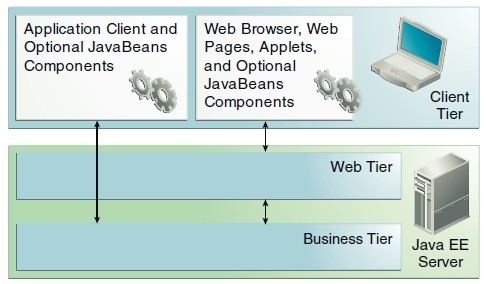 Application Client and
Optional JavaBeans
Components
Web Browser, Web
Pages, Applets,
and Optional
JavaBeans
Components
Client
Tier
Web Tier
Business Tier
Java EE
Server